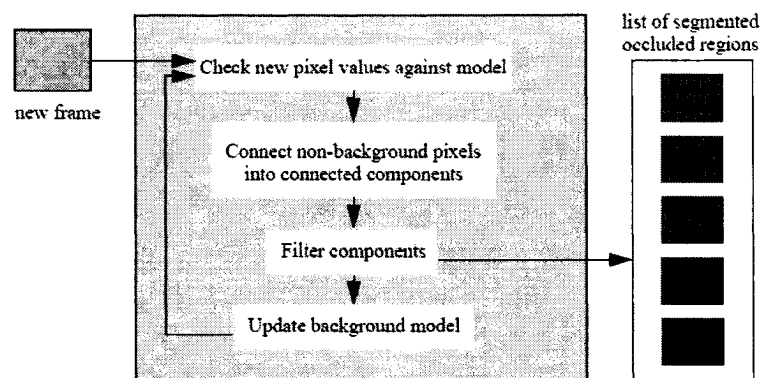 list of segmented
occluded regions
new frame
Check new pixel values against model
Connect non-background pixels
into connected components
Filter components
Update background model